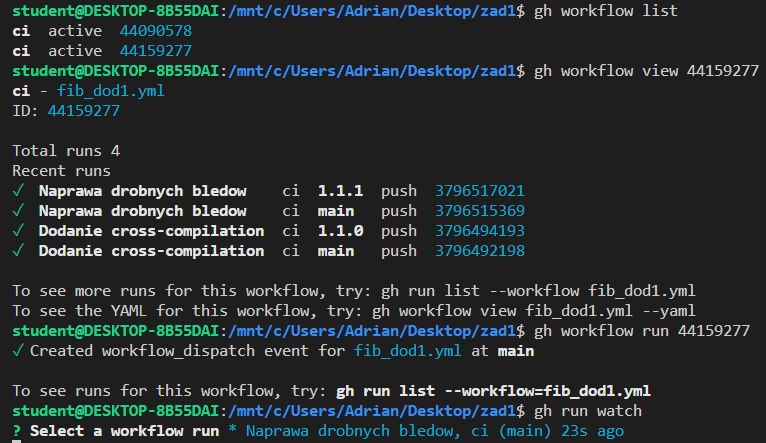 student@DESKTOP-8B55DAI:/mnt/c/Users/Adrian/Desktop/zad1$ gh workflow list
ci  active  44090578
ci  active  44159277
student@DESKTOP-8B55DAI:/mnt/c/Users/Adrian/Desktop/zad1$ gh workflow view 44159277
ci - fib_dod1.yml
ID: 44159277
Total runs 4
Recent runs
✓  Naprawa drobnych bledow    ci  1.1.1  push  3796517021
✓  Naprawa drobnych bledow    ci  main   push  3796515369
✓  Dodanie cross-compilation  ci  1.1.0  push  3796494193
✓  Dodanie cross-compilation  ci  main   push  3796492198
To see more runs for this workflow, try: gh run list --workflow fib_dod1.yml
To see the YAML for this workflow, try: gh workflow view fib_dod1.yml --yaml
student@DESKTOP-8B55DAI:/mnt/c/Users/Adrian/Desktop/zad1$ gh workflow run 44159277
✓ Created workflow_dispatch event for fib_dod1.yml at main
To see runs for this workflow, try: gh run list --workflow=fib_dod1.yml
student@DESKTOP-8B55DAI:/mnt/c/Users/Adrian/Desktop/zad1$ gh run watch
? Select a workflow run * Naprawa drobnych bledow, ci (main) 23s ago